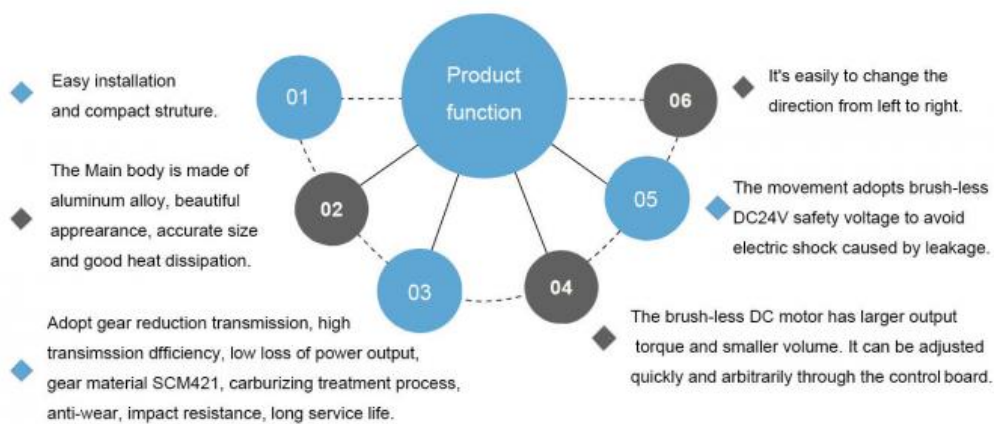 Product
function
01
Easy installation
and compact struture.
02
The Main body is made of
aluminum alloy, beautiful
apprearance, accurate size
and good heat dissipation.
03
Adopt gear reduction transmission, high
transimssion dfficiency, low loss of power output,
gear material SCM421, carburizing treatment process,
anti-wear, impact resistance, long service life.
04
The brush-less DC motor has larger output
torque and smaller volume. It can be adjusted
quickly and arbitrarily through the control board.
05
The movement adopts brush-less
DC24V safety voltage to avoid
electric shock caused by leakage.
06
It's easily to change the
direction from left to right.